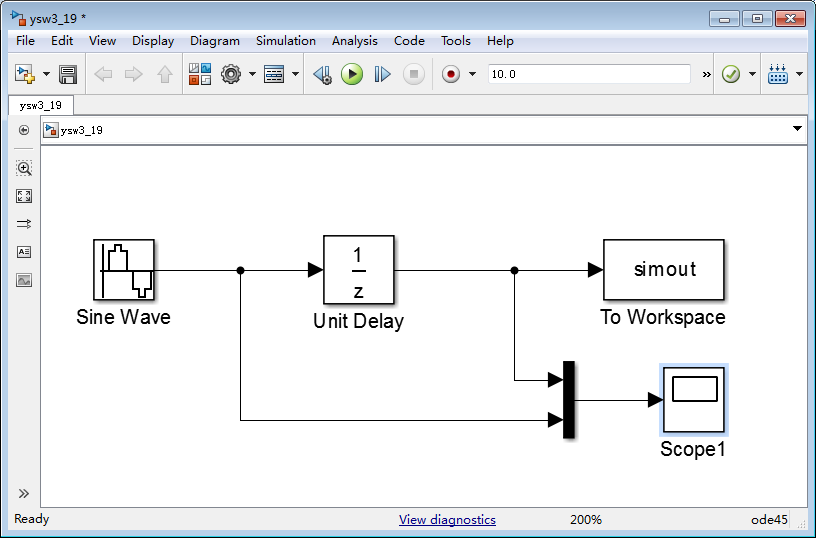 ysw3_19 *
File Edit View Display Diagram Simulation Analysis Code Tools Help
10.0
»
ysw3_19
ysw3_19
1
z
simout
Sine Wave
Unit Delay
To Workspace
Scope1
Ready
View diagnostics
200%
ode45